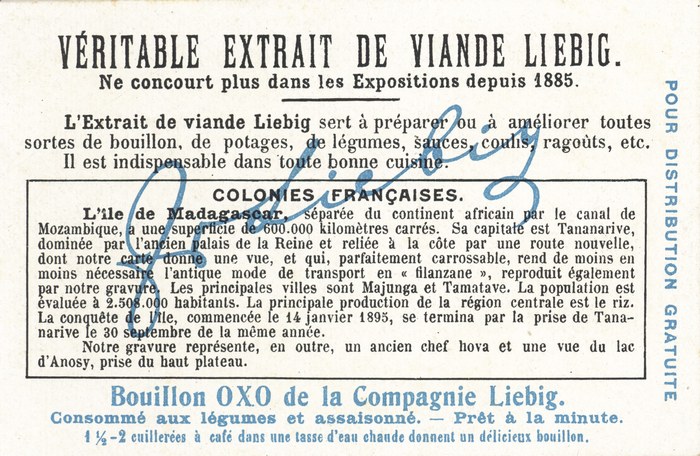 VÉRITABLE EXTRAIT DE VIANDE LIEBIG.
Ne concourt plus dans les Expositions depuis 1885.
L'Extrait de viande Liebig sert à préparer ou à améliorer toutes
sortes de bouillon, de potages, de légumes, sauces, coulis, ragoûts, etc.
Il est indispensable dans toute bonne cuisine.
COLONIES FRANÇAISES.
L'île de Madagascar, séparée du continent africain par le canal de
Mozambique, a une superficie de 600.000 kilomètres carrés. Sa capitale est Tananarive,
dominée par l'ancien palais de la Reine et reliée à la côte par une route nouvelle,
dont notre carte donne une vue, et qui, parfaitement carrossable, rend de moins en
moins nécessaire l'antique mode de transport en « filanzane », reproduit également
par notre gravure. Les principales villes sont Majunga et Tamatave. La population est
évaluée à 2.508.000 habitants. La principale production de la région centrale est le riz.
La conquête de l'île, commencée le 14 janvier 1895, se termina par la prise de Tana-
narive le 30 septembre de la même année.
Notre gravure représente, en outre, un ancien chef hova et une vue du lac
d'Anosy, prise du haut plateau.
J. v Liebig
Bouillon OXO de la Compagnie Liebig.
Consommé aux légumes et assaisonné. — Prêt à la minute.
1 ½-2 cuillerées à café dans une tasse d'eau chaude donnent un délicieux bouillon.
POUR DISTRIBUTION GRATUITE